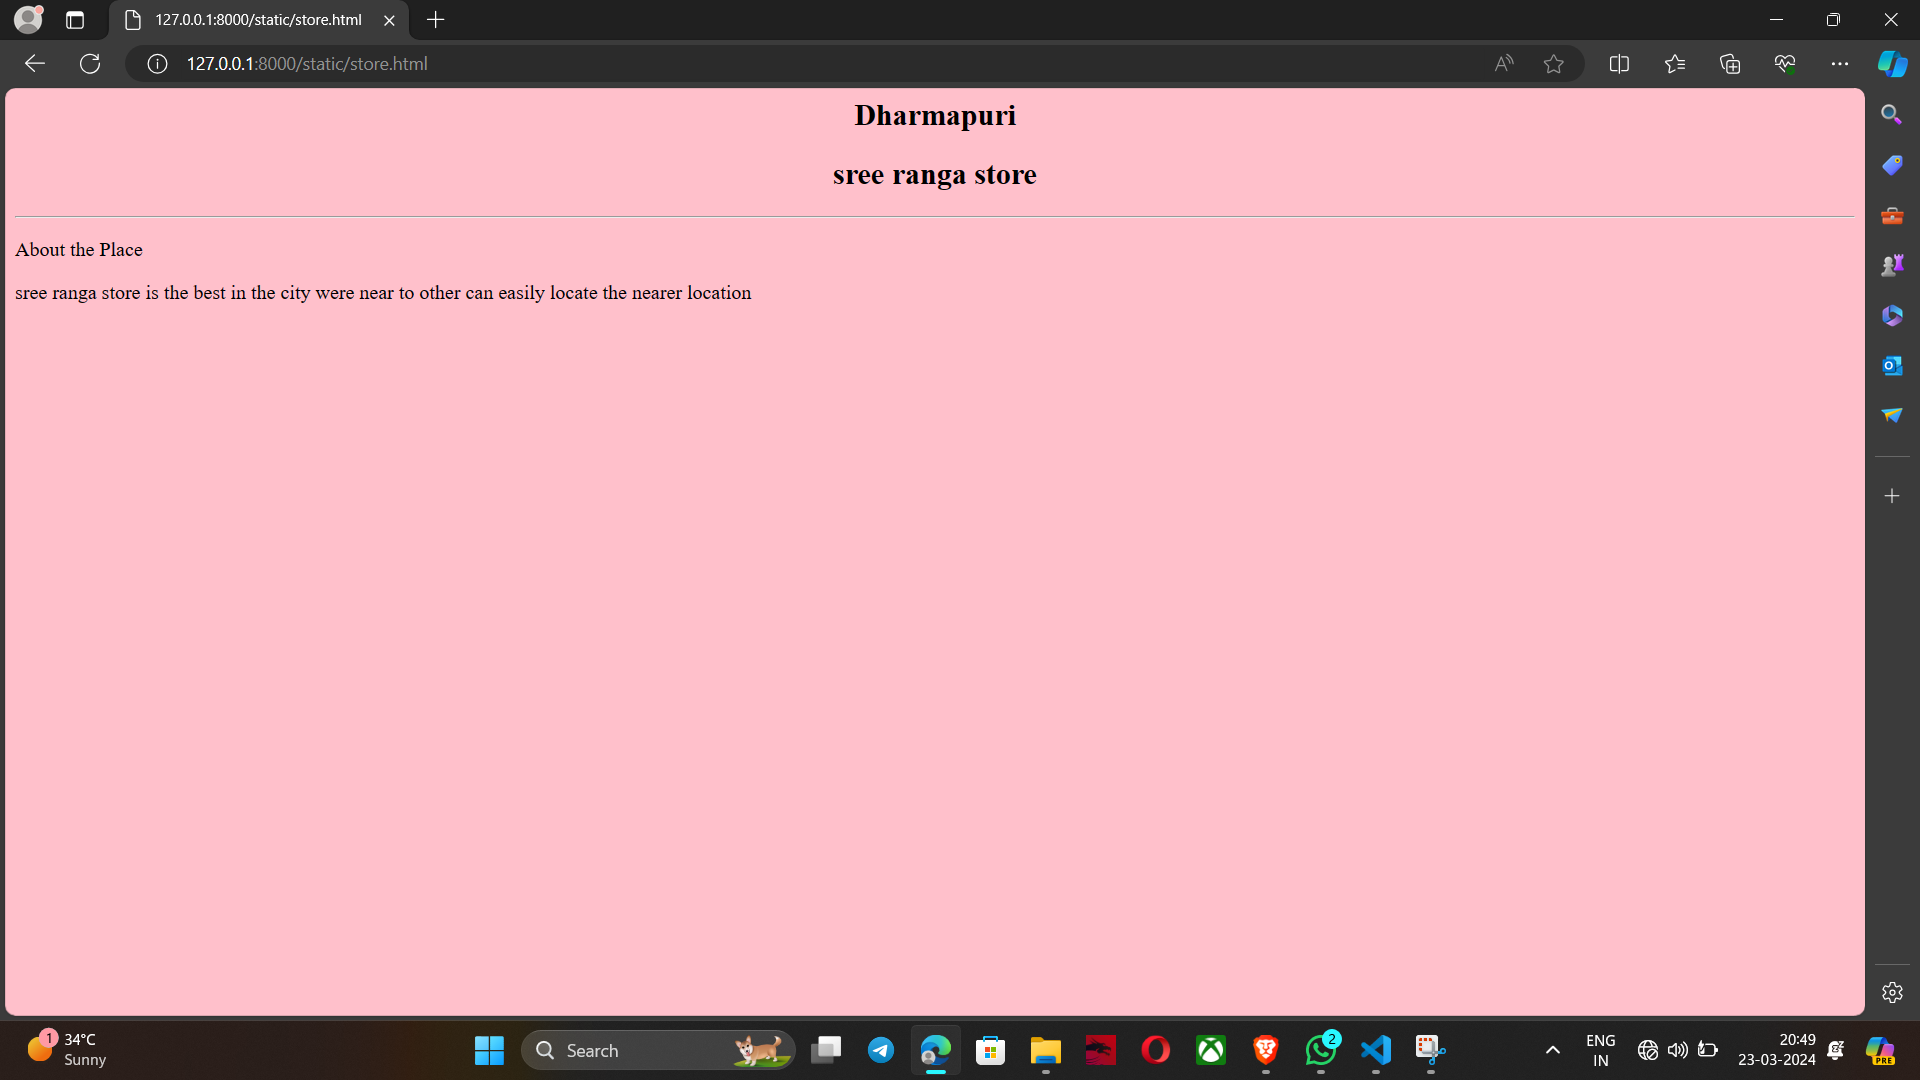 127.0.0.1:8000/static/store.html
127.0.0.1:8000/static/store.html
Dharmapuri
sree ranga store
About the Place
sree ranga store is the best in the city were near to other can easily locate the nearer location
1
34°C
Sunny
Search
2
ENG
IN
20:49
23-03-2024
PRE